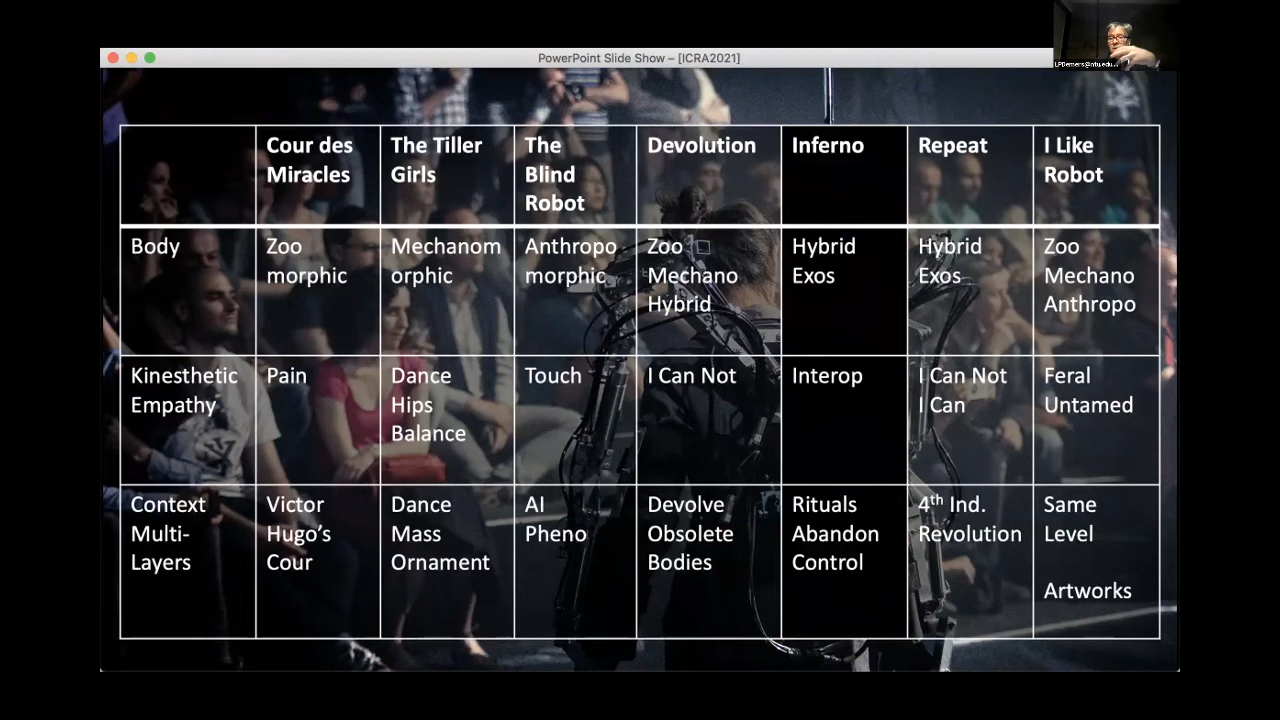 PowerPoint Slide Show – [ICRA2021]
LPDemers@ntu.edu...
Cour des
Miracles
The Tiller
Girls
The
Blind
Robot
Devolution
Inferno
Repeat
I Like
Robot
Body
Zoo
morphic
Mechanom
orphic
Anthropo
morphic
Zoo
Mechano
Hybrid
Hybrid
Exos
Hybrid
Exos
Zoo
Mechano
Anthropo
Kinesthetic
Empathy
Pain
Dance
Hips
Balance
Touch
I Can Not
Interop
I Can Not
I Can
Feral
Untamed
Context
Multi-
Layers
Victor
Hugo’s
Cour
Dance
Mass
Ornament
AI
Pheno
Devolve
Obsolete
Bodies
Rituals
Abandon
Control
4th Ind.
Revolution
Same
Level
Artworks